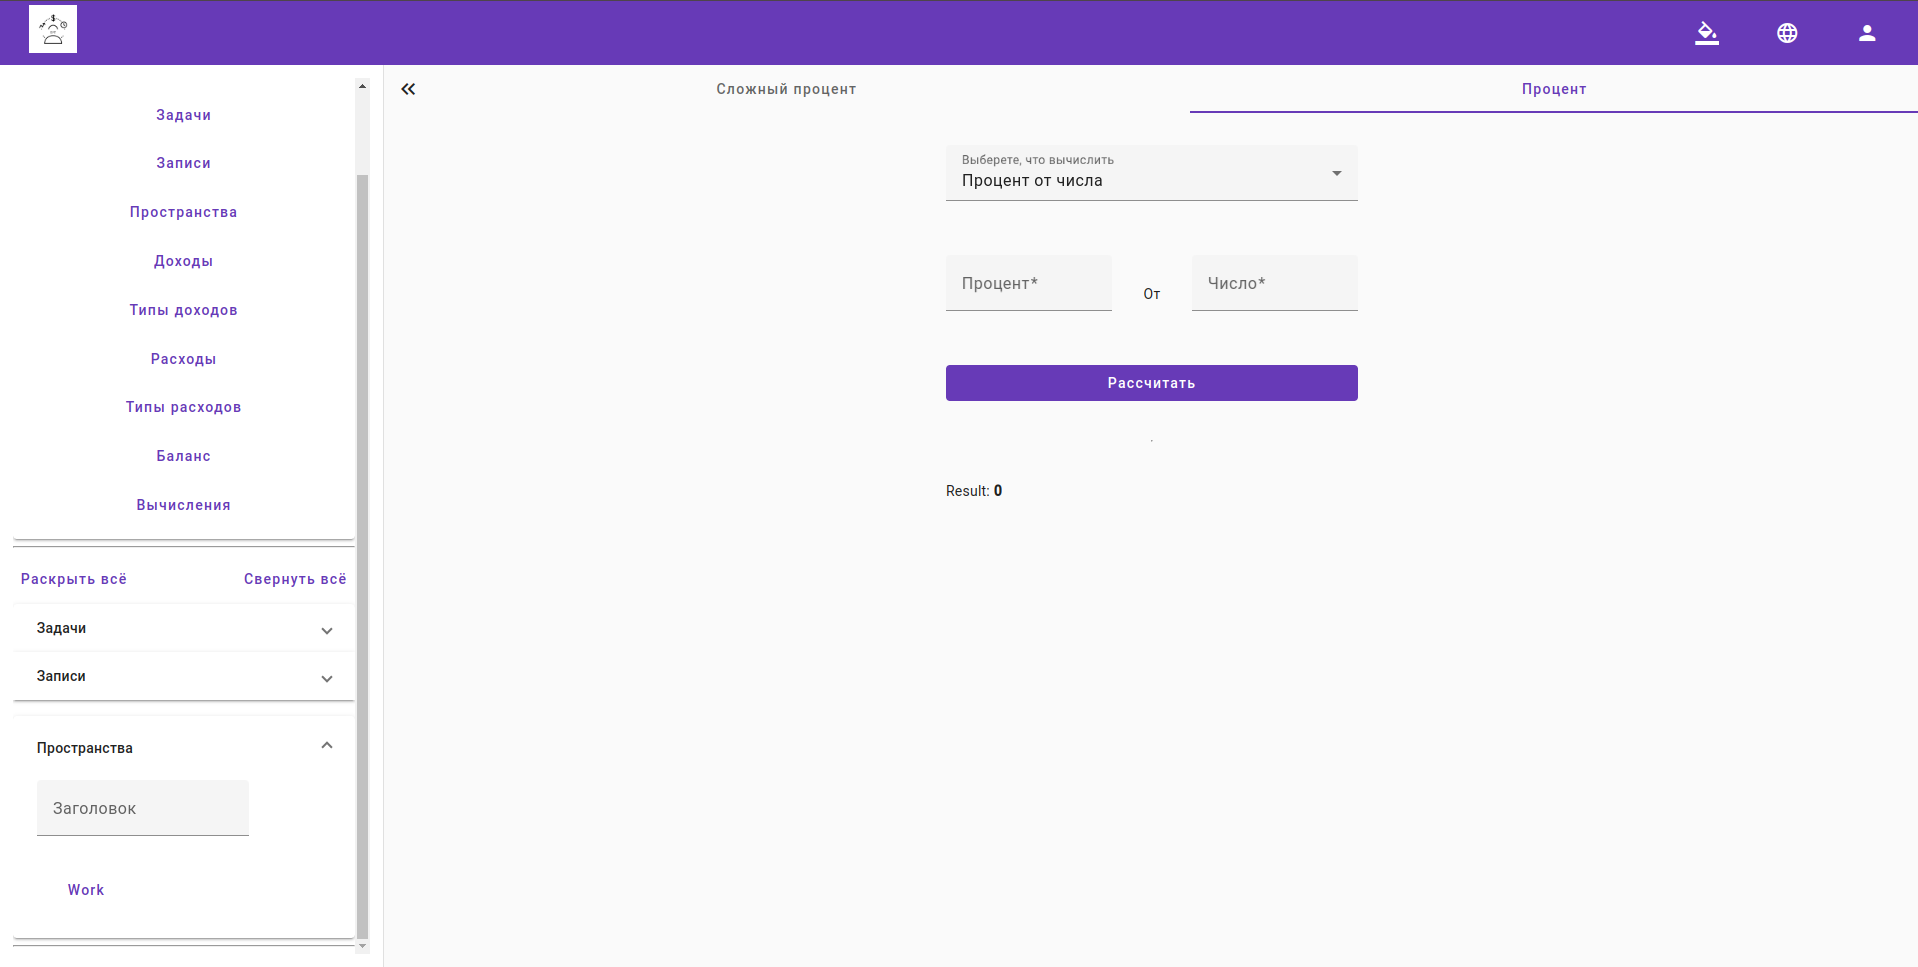 Задачи
Записи
Пространства
Доходы
Типы доходов
Расходы
Типы расходов
Баланс
Вычисления
Раскрыть всё Свернуть всё
Задачи
Записи
Пространства
Заголовок
Work
Сложный процент Процент
Выберете, что вычислить
Процент от числа
Процент* От Число*
Рассчитать
.
Result: 0